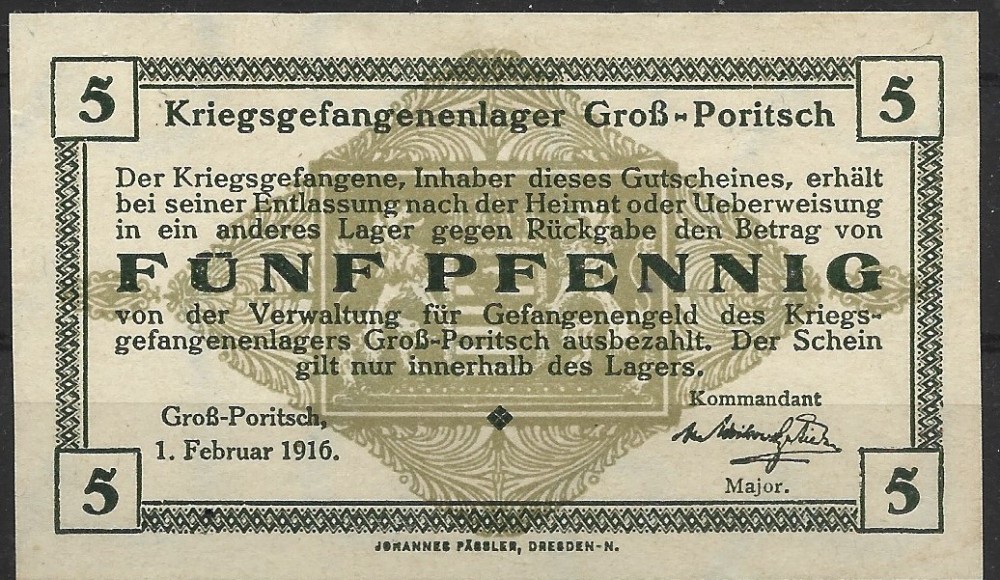 5 5
Kriegsgefangenenlager Groß-Poritsch
Der Kriegsgefangene, Inhaber dieses Gutscheines, erhält
bei seiner Entlassung nach der Heimat oder Ueberweisung
in ein anderes Lager gegen Rückgabe den Betrag von
FÜNF PFENNIG
von der Verwaltung für Gefangenengeld des Kriegs-
gefangenenlagers Groß-Poritsch ausbezahlt. Der Schein
gilt nur innerhalb des Lagers.
Groß-Poritsch,
1. Februar 1916.
Kommandant
Major.
5 5
JOHANNES PÄSSLER, DRESDEN-N.